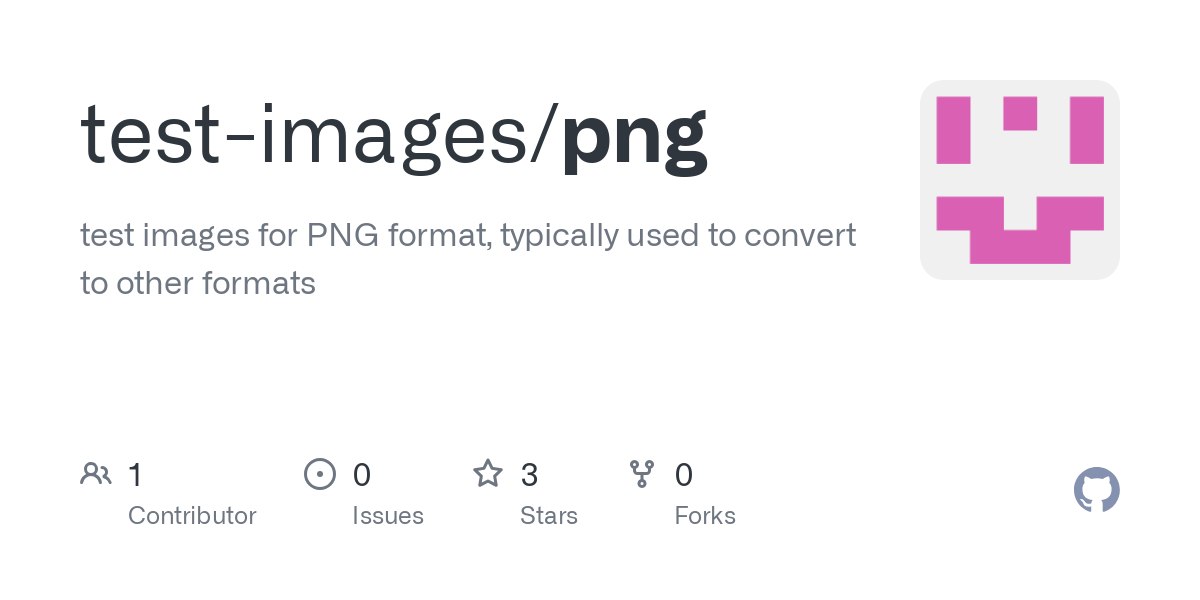 test-images/png
test images for PNG format, typically used to convert
to other formats
1 0 3 0
Contributor Issues Stars Forks